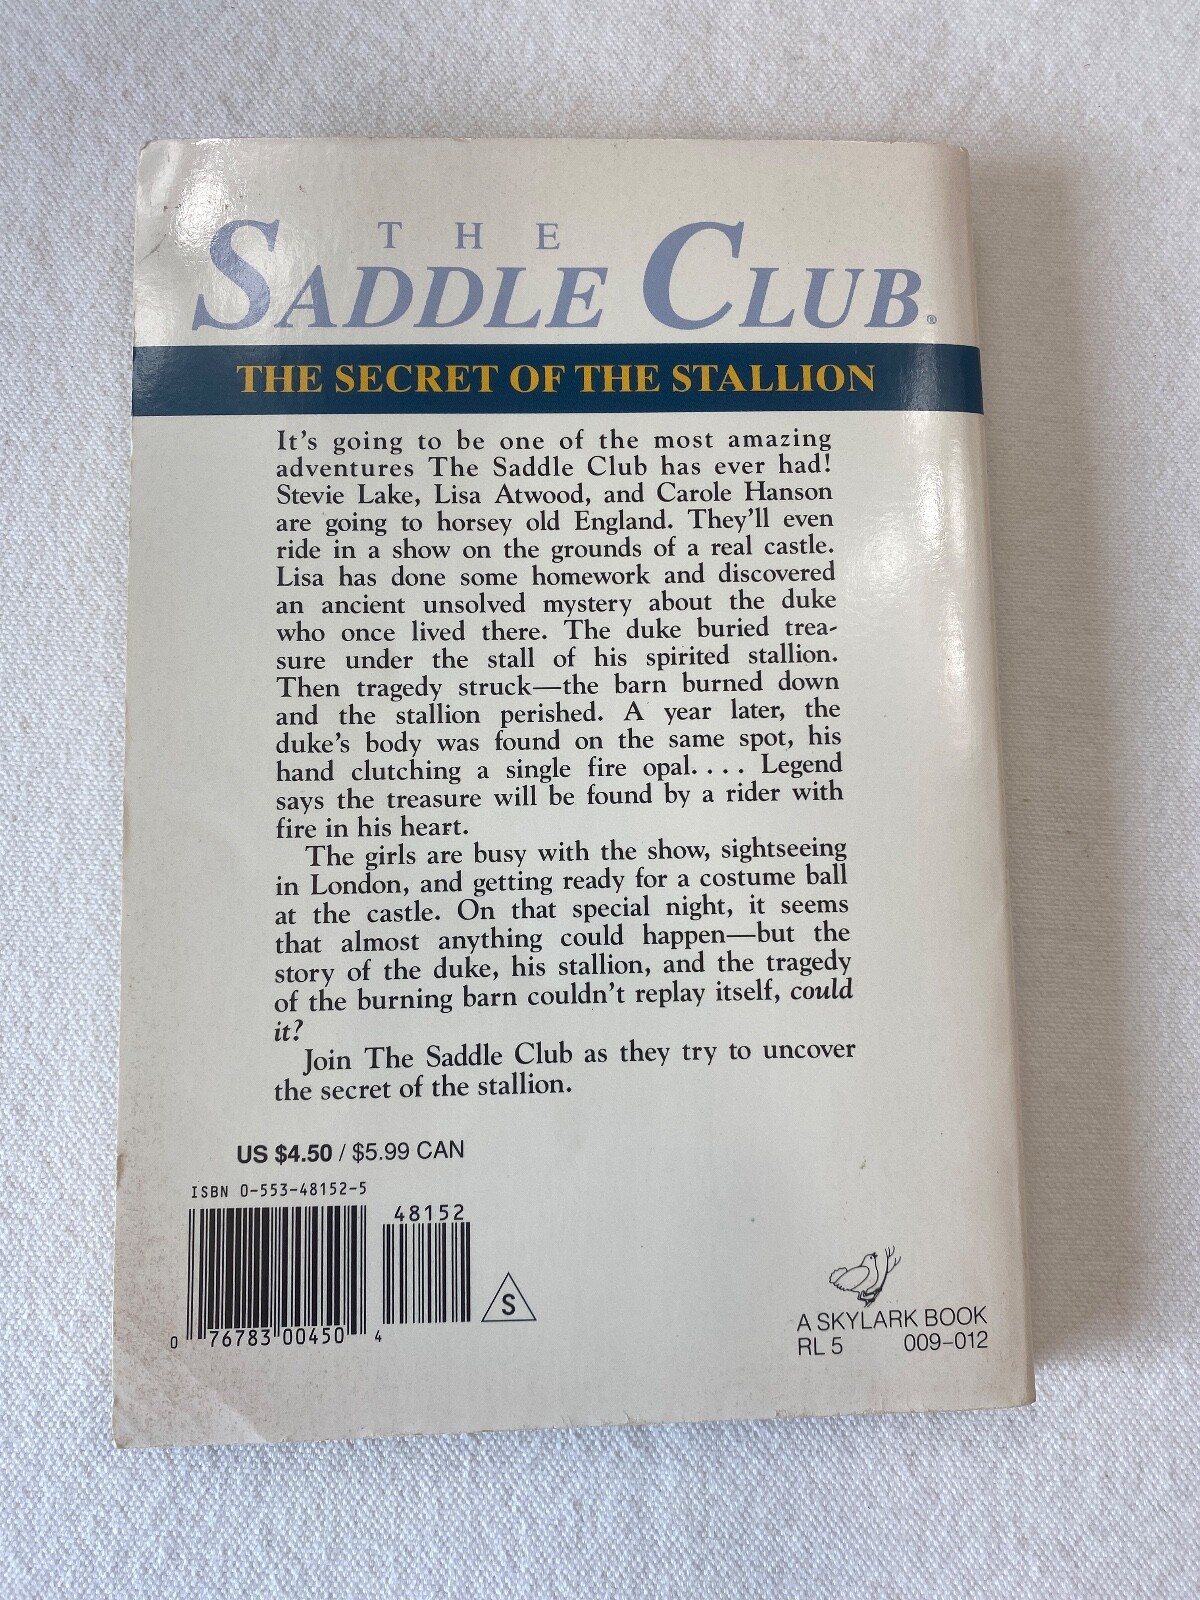 THE
SADDLE CLUB®
THE SECRET OF THE STALLION
It's going to be one of the most amazing
adventures The Saddle Club has ever had!
Stevie Lake, Lisa Atwood, and Carole Hanson
are going to horsey old England. They'll even
ride in a show on the grounds of a real castle.
Lisa has done some homework and discovered
an ancient unsolved mystery about the duke
who once lived there. The duke buried trea-
sure under the stall of his spirited stallion.
Then tragedy struck—the barn burned down
and the stallion perished. A year later, the
duke's body was found on the same spot, his
hand clutching a single fire opal. . . . Legend
says the treasure will be found by a rider with
fire in his heart.
The girls are busy with the show, sightseeing
in London, and getting ready for a costume ball
at the castle. On that special night, it seems
that almost anything could happen—but the
story of the duke, his stallion, and the tragedy
of the burning barn couldn't replay itself, could
it?
Join The Saddle Club as they try to uncover
the secret of the stallion.
US $4.50 / $5.99 CAN
ISBN 0-553-48152-5
48152
0 76783 00450 4
S
A SKYLARK BOOK
RL 5 009-012